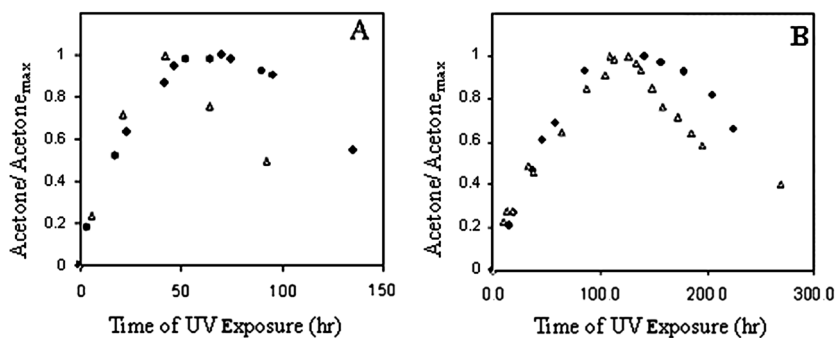 A
Acetone/ Acetonemax
1
0.8
0.6
0.4
0.2
0
0 50 100 150
Time of UV Exposure (hr)
B
Acetone/ Acetonemax
1
0.8
0.6
0.4
0.2
0
0.0 100.0 200.0 300.0
Time of UV Exposure (hr)